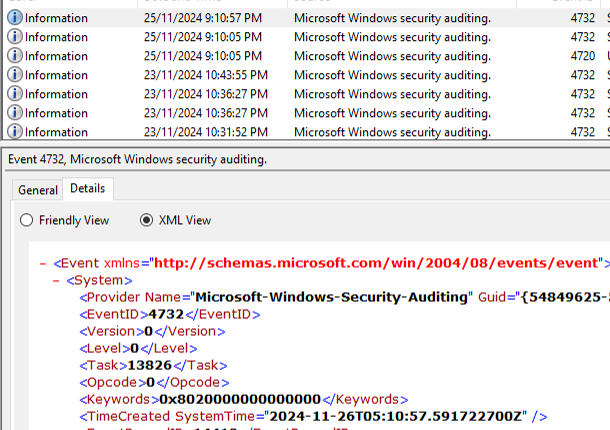 Information 25/11/2024 9:10:57 PM Microsoft Windows security auditing. 4732
Information 25/11/2024 9:10:05 PM Microsoft Windows security auditing. 4732
Information 25/11/2024 9:10:05 PM Microsoft Windows security auditing. 4720
Information 23/11/2024 10:43:55 PM Microsoft Windows security auditing. 4732
Information 23/11/2024 10:36:27 PM Microsoft Windows security auditing. 4732
Information 23/11/2024 10:36:27 PM Microsoft Windows security auditing. 4732
Information 23/11/2024 10:31:52 PM Microsoft Windows security auditing. 4732
Event 4732, Microsoft Windows security auditing.
General Details
Friendly View XML View
- <Event xmlns="http://schemas.microsoft.com/win/2004/08/events/event">
- <System>
<Provider Name="Microsoft-Windows-Security-Auditing" Guid="{54849625-
<EventID>4732</EventID>
<Version>0</Version>
<Level>0</Level>
<Task>13826</Task>
<Opcode>0</Opcode>
<Keywords>0x8020000000000000</Keywords>
<TimeCreated SystemTime="2024-11-26T05:10:57.591722700Z" />